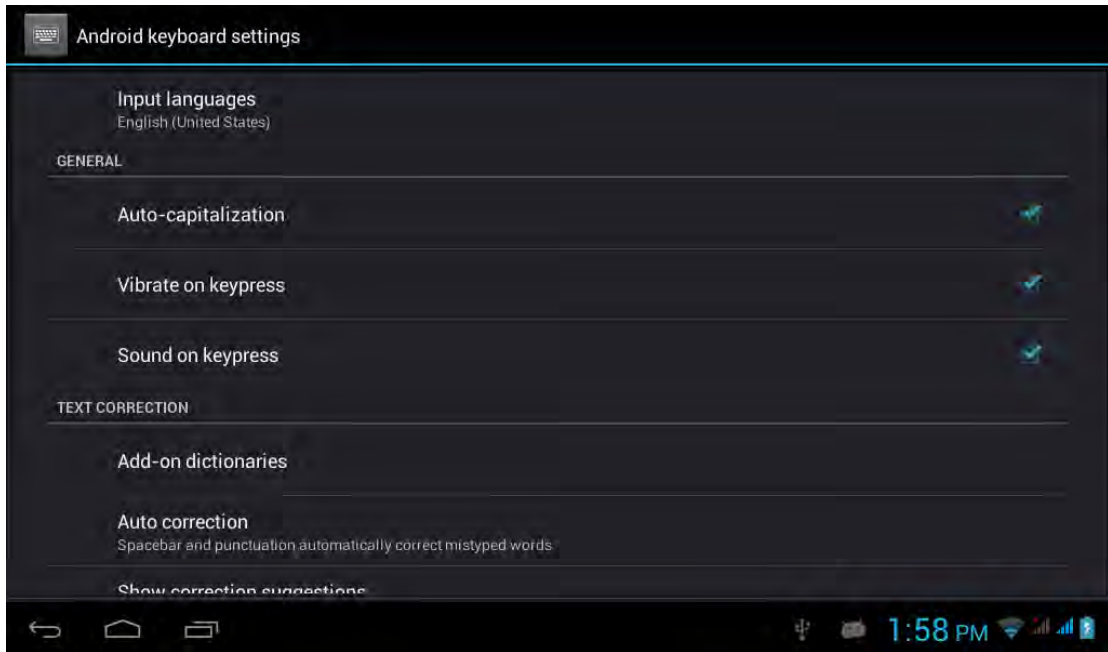 Android keyboard settings
Input languages
English (United States)
GENERAL
Auto-capitalization
Vibrate on keypress
Sound on keypress
TEXT CORRECTION
Add-on dictionaries
Auto correction
Spacebar and punctuation automatically correct mistyped words
Show correction suggestions
1:58 PM